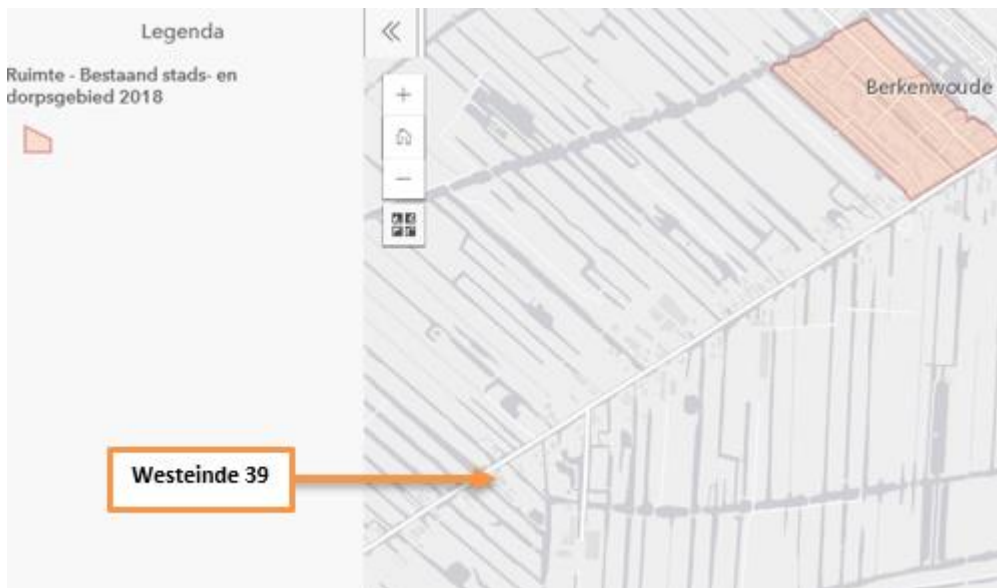 Legenda
Ruimte - Bestaand stads- en
dorpsgebied 2018
Berkenwoude
Westeinde 39